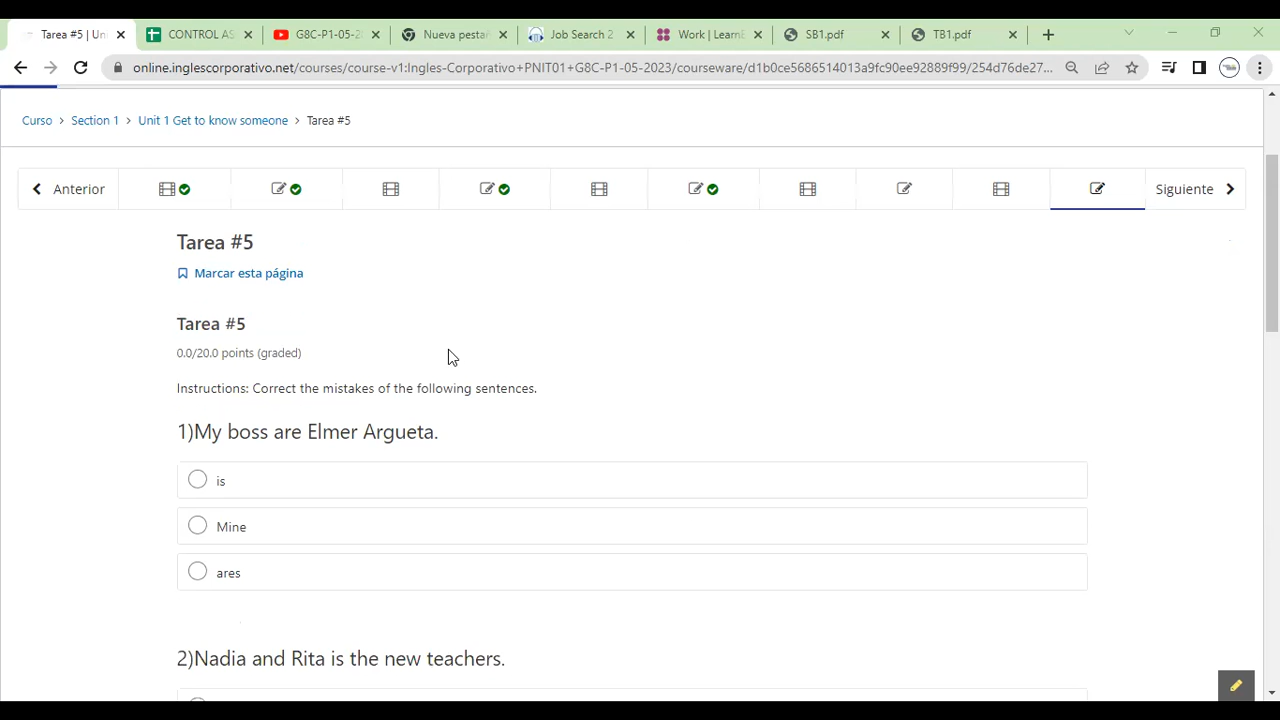 Tarea #5 | Un
CONTROL AS
G8C-P1-05-2
Nueva pesta
Job Search 2
Work | LearnE
SB1.pdf
TB1.pdf
online.inglescorporativo.net/courses/course-v1:Ingles-Corporativo+PNIT01+G8C-P1-05-2023/courseware/d1b0ce5686514013a9fc90ee92889f99/254d76de27...
Curso > Section 1 > Unit 1 Get to know someone > Tarea #5
Anterior
Siguiente
Tarea #5
Marcar esta página
Tarea #5
0.0/20.0 points (graded)
Instructions: Correct the mistakes of the following sentences.
1)My boss are Elmer Argueta.
is
Mine
ares
2)Nadia and Rita is the new teachers.